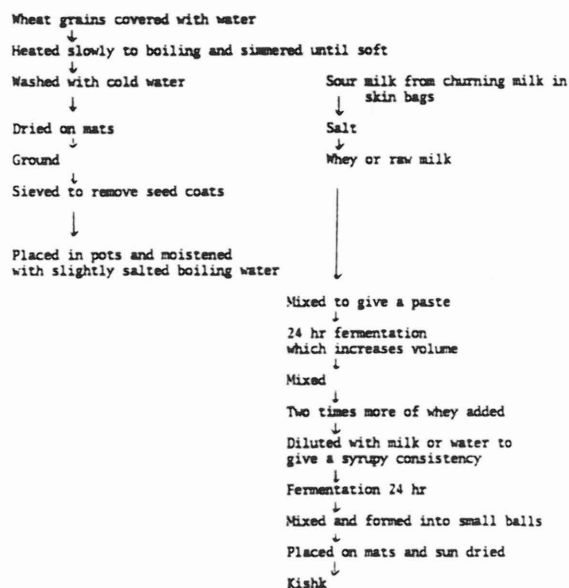 Wheat grains covered with water
Heated slowly to boiling and simmered until soft
Washed with cold water
Dried on mats
Ground
Sieved to remove seed coats
Placed in pots and moistened
with slightly salted boiling water
Sour milk from churning milk in
skin bags
Salt
Whey or raw milk
Mixed to give a paste
24 hr fermentation
which increases volume
Mixed
Two times more of whey added
Diluted with milk or water to
give a syrupy consistency
Fermentation 24 hr
Mixed and formed into small balls
Placed on mats and sun dried
Kishk